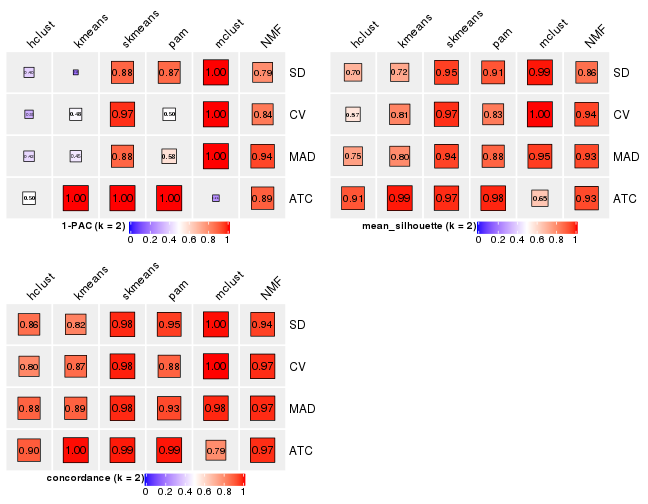 hclust kmeans skmeans pam mclust NMF
0.88 0.87 1.00 0.79 SD
0.48 0.97 0.50 1.00 0.84 CV
0.88 0.58 1.00 0.94 MAD
0.50 1.00 1.00 1.00 0.89 ATC
1-PAC (k = 2)
0 0.2 0.4 0.6 0.8 1
hclust kmeans skmeans pam mclust NMF
0.70 0.72 0.95 0.91 0.99 0.86 SD
0.57 0.81 0.97 0.83 1.00 0.94 CV
0.75 0.80 0.94 0.88 0.95 0.93 MAD
0.91 0.99 0.97 0.98 0.65 0.93 ATC
mean_silhouette (k = 2)
0 0.2 0.4 0.6 0.8 1
hclust kmeans skmeans pam mclust NMF
0.86 0.82 0.98 0.95 1.00 0.94 SD
0.80 0.87 0.98 0.88 1.00 0.97 CV
0.88 0.89 0.98 0.93 0.98 0.97 MAD
0.90 1.00 0.99 0.99 0.79 0.97 ATC
concordance (k = 2)
0 0.2 0.4 0.6 0.8 1